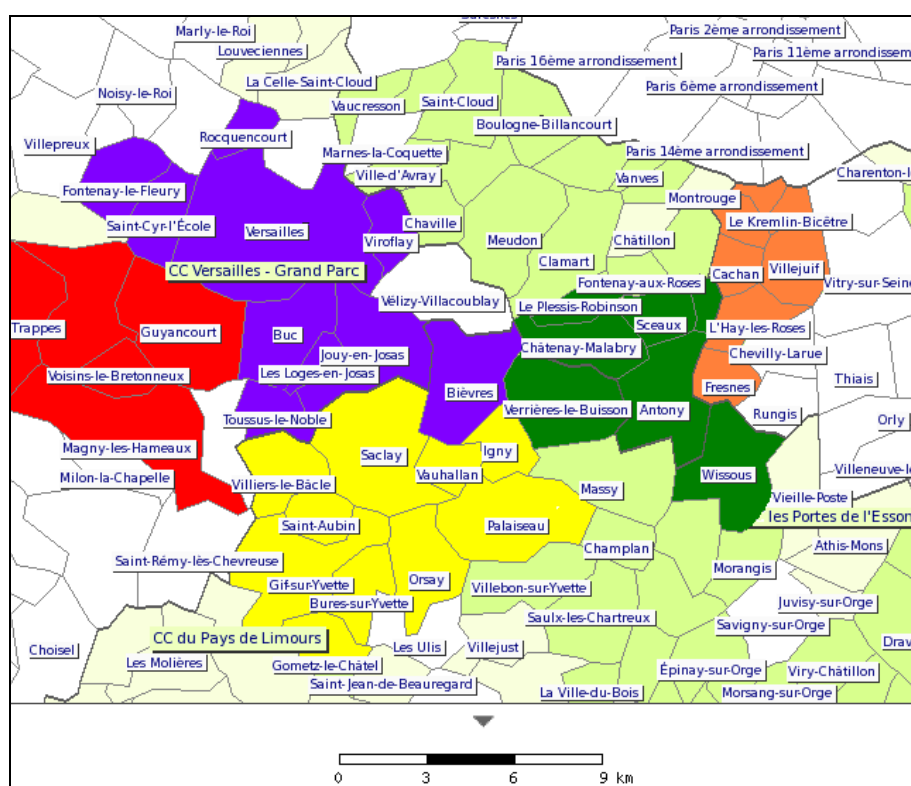 Suresnes
Marly-le-Roi
Paris 2ème arrondissement
Louveciennes
Paris 11ème arrondissement
Paris 16ème arrondissement
La Celle-Saint-Cloud
Paris 6ème arrondissement
Noisy-le-Roi
Vaucresson
Saint-Cloud
Boulogne-Billancourt
Rocquencourt
Villepreux
Marnes-la-Coquette
Paris 14ème arrondissement
Ville-d'Avray
Vanves
Charenton-l
Fontenay-le-Fleury
Montrouge
Saint-Cyr-l'École
Versailles
Chaville
Le Kremlin-Bicêtre
Viroflay
Meudon
Châtillon
Clamart
CC Versailles - Grand Parc
Cachan
Villejuif
Fontenay-aux-Roses
Vitry-sur-Seine
Vélizy-Villacoublay
Le Plessis-Robinson
Trappes
Guyancourt
Buc
Sceaux
L'Hay-les-Roses
Châtenay-Malabry
Jouy-en-Josas
Chevilly-Larue
Voisins-le-Bretonneux
Les Loges-en-Josas
Thiais
Bièvres
Fresnes
Toussus-le-Noble
Verrières-le-Buisson
Antony
Rungis
Orly
Magny-les-Hameaux
Saclay
Igny
Milon-la-Chapelle
Vauhallan
Wissous
Villeneuve-le
Villiers-le-Bâcle
Massy
Vieille-Poste
les Portes de l'Esson
Saint-Aubin
Palaiseau
Champlan
Athis-Mons
Saint-Rémy-lès-Chevreuse
Morangis
Gif-sur-Yvette
Orsay
Villebon-sur-Yvette
Bures-sur-Yvette
Juvisy-sur-Orge
Saulx-les-Chartreux
Savigny-sur-Orge
CC du Pays de Limours
Choisel
Les Ulis
Villejust
Drav
Les Molières
Gometz-le-Châtel
Épinay-sur-Orge
Viry-Châtillon
Saint-Jean-de-Beauregard
La Ville-du-Bois
Morsang-sur-Orge
0 3 6 9 km